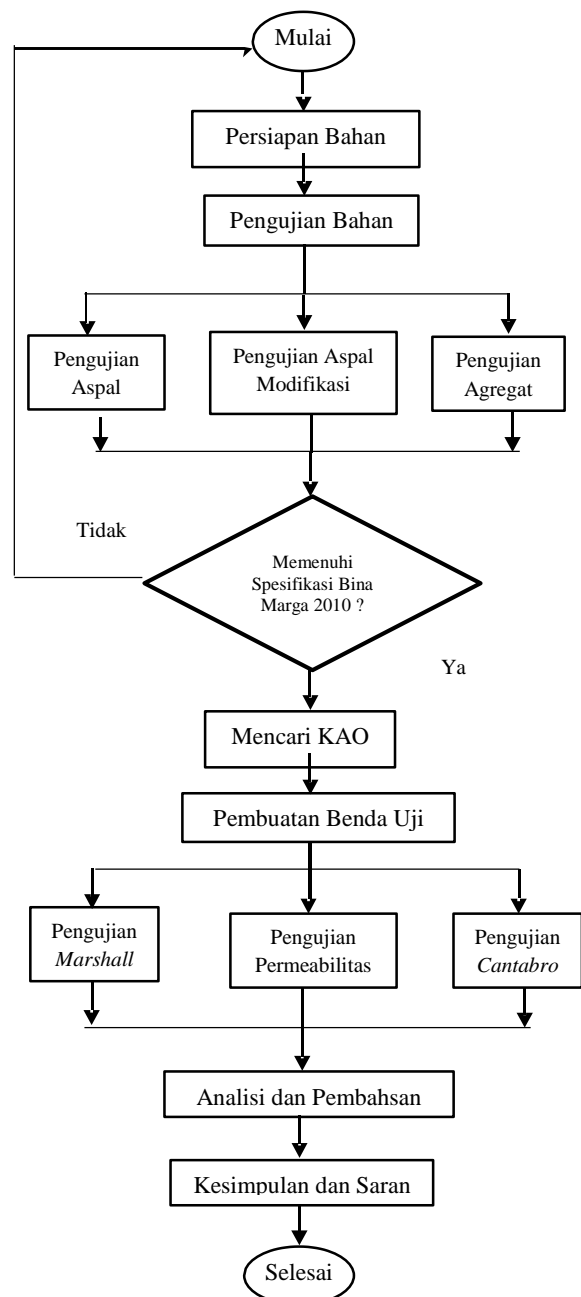 Mulai
Persiapan Bahan
Pengujian Bahan
Pengujian
Aspal
Pengujian Aspal
Modifikasi
Pengujian
Agregat
Tidak
Memenuhi
Spesifikasi Bina
Marga 2010 ?
Ya
Mencari KAO
Pembuatan Benda Uji
Pengujian
Marshall
Pengujian
Permeabilitas
Pengujian
Cantabro
Analisi dan Pembahsan
Kesimpulan dan Saran
Selesai